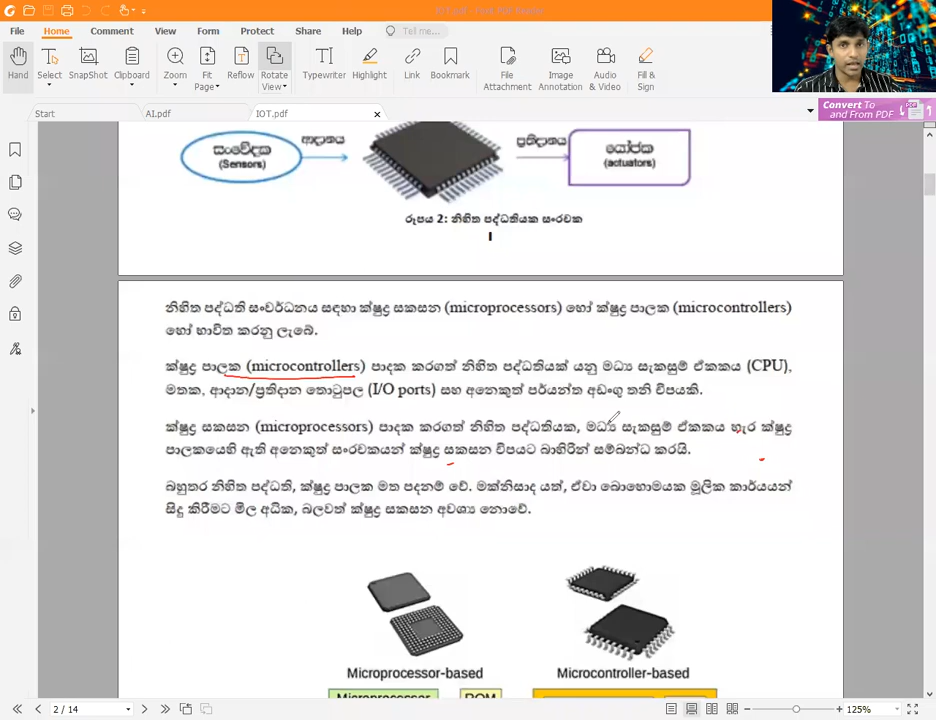 IOT.pdf - Foxit PDF Reader
File Home Comment View Form Protect Share Help Tell me...
Hand Select SnapShot Clipboard Zoom Fit Page Reflow Rotate View Typewriter Highlight Link Bookmark File Attachment Image Annotation Audio & Video Fill & Sign
Start AI.pdf IOT.pdf
Convert To and From PDF
සංවේදක (Sensors) ආදානය ප්‍රතිදානය යෝජක (actuators)
රූපය 2: නිහිත පද්ධතියක සංරචක
නිහිත පද්ධති සංවර්ධනය සඳහා ක්ෂුද්‍ර සකසන (microprocessors) හෝ ක්ෂුද්‍ර පාලක (microcontrollers)
හෝ භාවිත කරනු ලැබේ.
ක්ෂුද්‍ර පාලක (microcontrollers) පාදක කරගත් නිහිත පද්ධතියක් යනු මධ්‍ය සැකසුම් ඒකකය (CPU),
මතක, ආදාන/ප්‍රතිදාන තොටුපල (I/O ports) සහ අනෙකුත් පර්යන්ත අඩංගු තනි චිපයකි.
ක්ෂුද්‍ර සකසන (microprocessors) පාදක කරගත් නිහිත පද්ධතියක, මධ්‍ය සැකසුම් ඒකකය හැර ක්ෂුද්‍ර
පාලකයෙහි ඇති අනෙකුත් සංරචකයන් ක්ෂුද්‍ර සකසන චිපයට බාහිරින් සම්බන්ධ කරයි.
බහුතර නිහිත පද්ධති, ක්ෂුද්‍ර පාලක මත පදනම් වේ. මක්නිසාද යත්, ඒවා බොහොමයක මූලික කාර්යයන්
සිදු කිරීමට මිල අධික, බලවත් ක්ෂුද්‍ර සකසන අවශ්‍ය නොවේ.
Microprocessor-based Microcontroller-based
Microprocessor ROM
2 / 14 125%